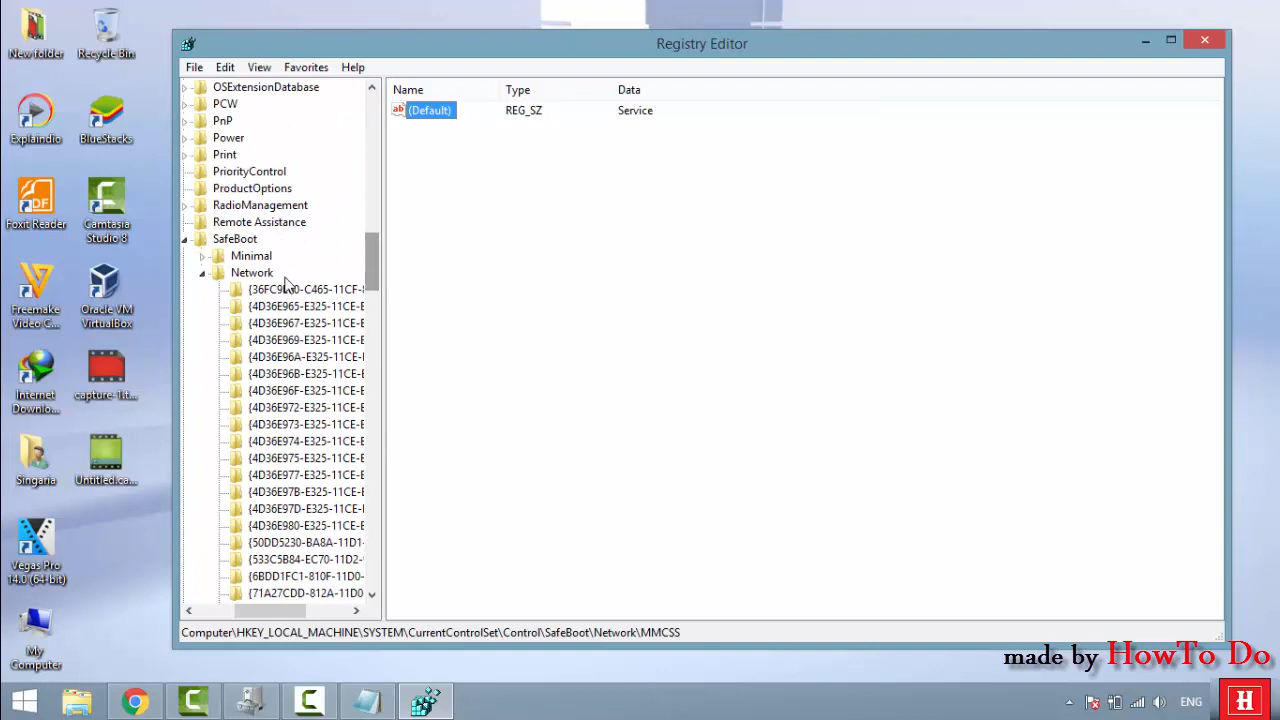 New folder
Recycle Bin
Explaindio
BlueStacks
Foxit Reader
Camtasia
Studio 8
Freemake
Video C...
Oracle VM
VirtualBox
Internet
Downlo...
capture-1it...
Singaria
Untitled.ca...
Vegas Pro
14.0 (64-bit)
My
Computer
Registry Editor
File Edit View Favorites Help
OSExtensionDatabase
PCW
PnP
Power
Print
PriorityControl
ProductOptions
RadioManagement
Remote Assistance
SafeBoot
Minimal
Network
{4D36E965-E325-11CE-
{4D36E967-E325-11CE-
{4D36E969-E325-11CE-
{4D36E96A-E325-11CE-
{4D36E96B-E325-11CE-
{4D36E96F-E325-11CE-
{4D36E972-E325-11CE-
{4D36E973-E325-11CE-
{4D36E974-E325-11CE-
{4D36E975-E325-11CE-
{4D36E977-E325-11CE-
{4D36E97B-E325-11CE-
{4D36E97D-E325-11CE-
{4D36E980-E325-11CE-
{50DD5230-BA8A-11D1-
{533C5B84-EC70-11D2-
{6BDD1FC1-810F-11D0-
{71A27CDD-812A-11D0
Name Type Data
ab (Default) REG_SZ Service
Computer\HKEY_LOCAL_MACHINE\SYSTEM\CurrentControlSet\Control\SafeBoot\Network\MMCSS
made by HowTo Do
ENG
H